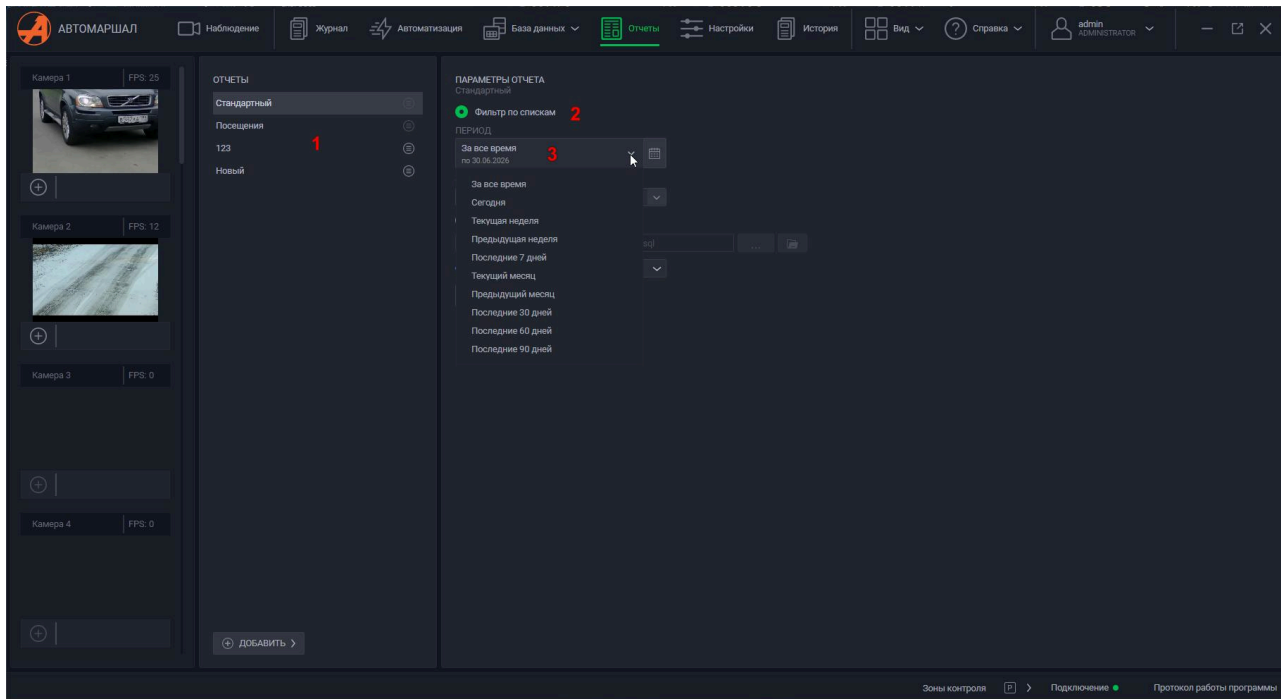 АВТОМАРШАЛ
Наблюдение
Журнал
Автоматизация
База данных
Отчеты
Настройки
История
Вид
Справка
admin
ADMINISTRATOR
Камера 1 FPS: 25
Камера 2 FPS: 12
Камера 3 FPS: 0
Камера 4 FPS: 0
ОТЧЕТЫ
Стандартный
Посещения
1
123
Новый
ДОБАВИТЬ
ПАРАМЕТРЫ ОТЧЕТА
Стандартный
Фильтр по спискам 2
ПЕРИОД
За все время 3
по 30.06.2026
За все время
Сегодня
Текущая неделя
Предыдущая неделя
Последние 7 дней
Текущий месяц
Предыдущий месяц
Последние 30 дней
Последние 60 дней
Последние 90 дней
...
Зоны контроля P
Подключение
Протокол работы программы